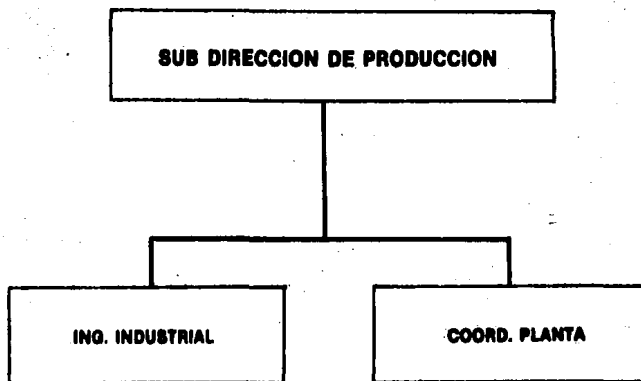 SUB DIRECCION DE PRODUCCION
ING. INDUSTRIAL
COORD. PLANTA